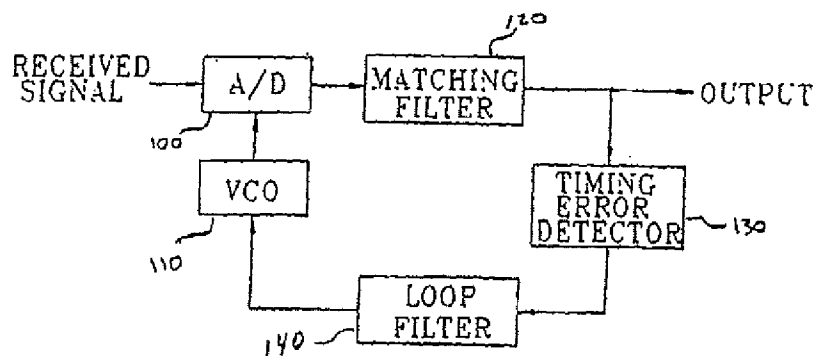 120
RECEIVED
SIGNAL
A/D
MATCHING
FILTER
OUTPUT
100
VCO
TIMING
ERROR
DETECTOR
130
110
LOOP
FILTER
140